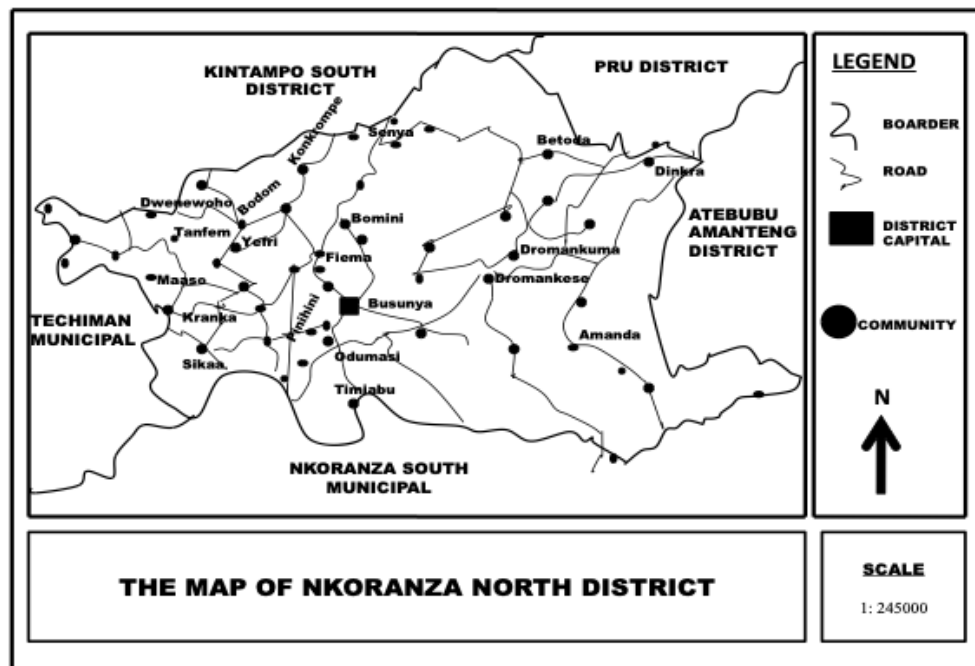 KINTAMPO SOUTH
DISTRICT
PRU DISTRICT
Konkrompe
Senya
Betoda
Dinkra
Dwenewoho
Bodom
Tanfem
Yefri
Bomini
Fiema
ATEBUBU
AMANTENG
DISTRICT
Dromankuma
Dromankese
Maaso
Kranka
Pinihini
Busunya
TECHIMAN
MUNICIPAL
Sikaa
Odumasi
Amanda
Timiabu
NKORANZA SOUTH
MUNICIPAL
LEGEND
BOARDER
ROAD
DISTRICT
CAPITAL
COMMUNITY
N
THE MAP OF NKORANZA NORTH DISTRICT
SCALE
1: 245000